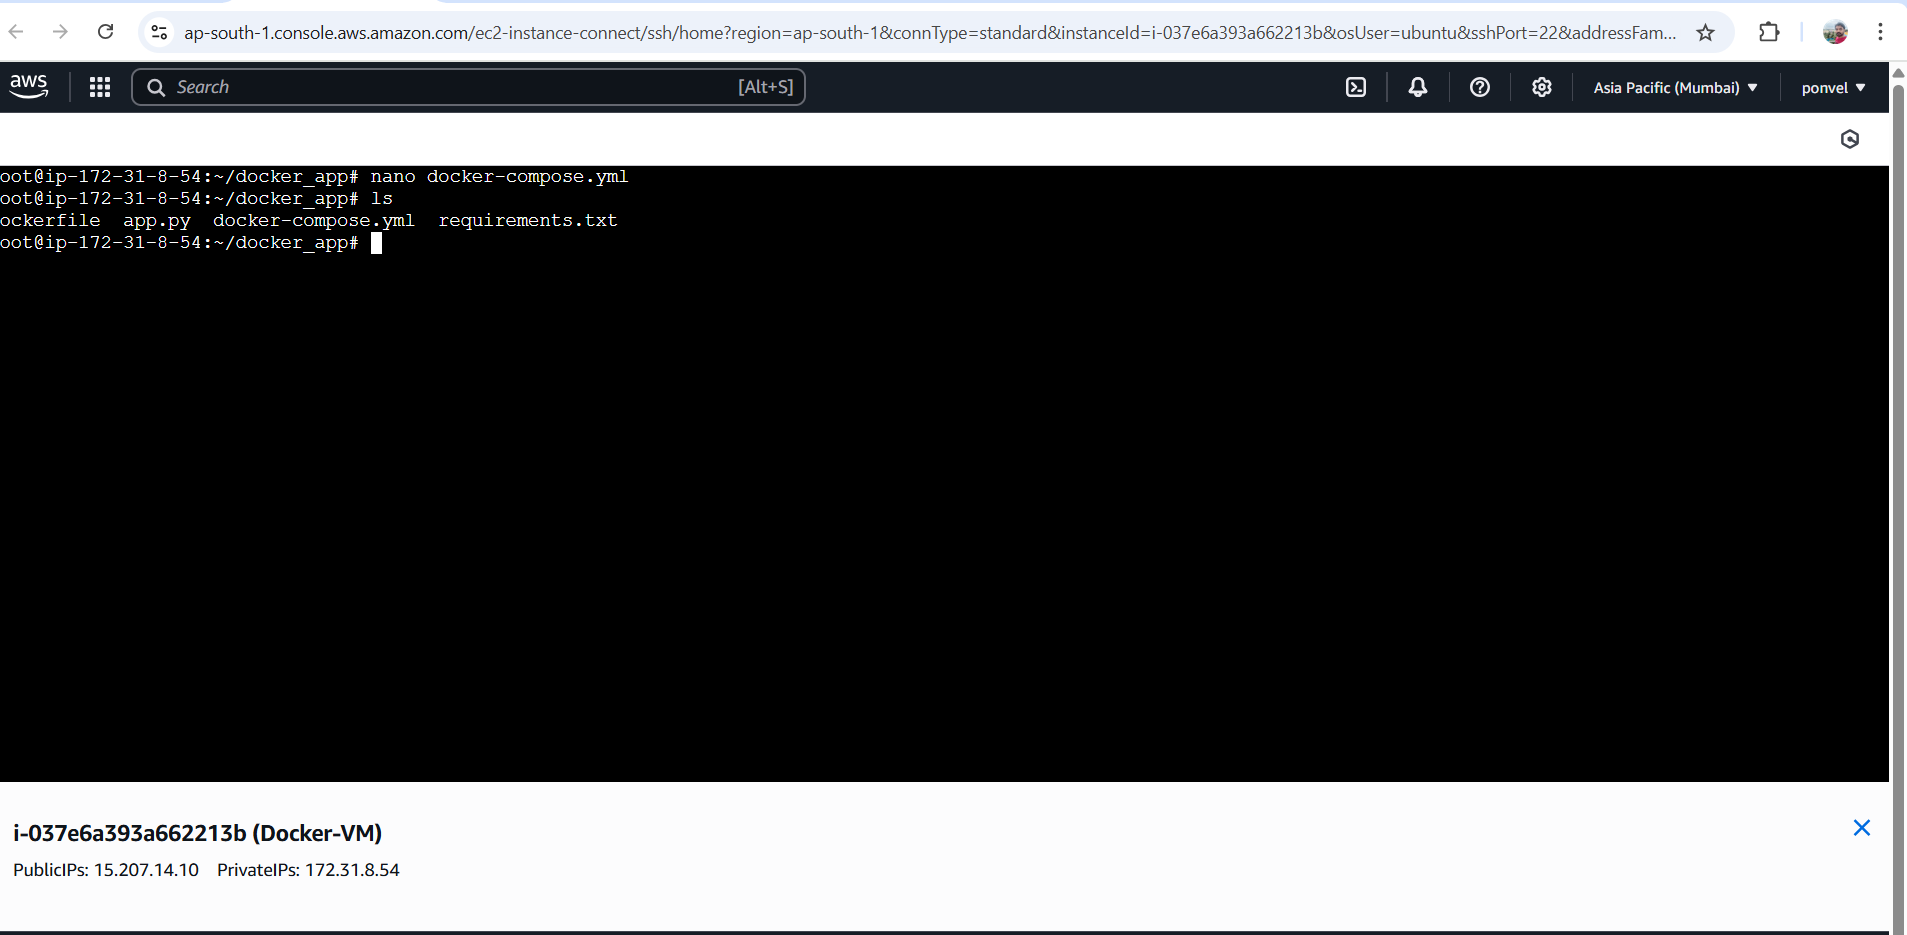 ap-south-1.console.aws.amazon.com/ec2-instance-connect/ssh/home?region=ap-south-1&connType=standard&instanceId=i-037e6a393a662213b&osUser=ubuntu&sshPort=22&addressFam...
aws
Search
[Alt+S]
Asia Pacific (Mumbai)
ponvel
oot@ip-172-31-8-54:~/docker_app# nano docker-compose.yml
oot@ip-172-31-8-54:~/docker_app# ls
ockerfile  app.py  docker-compose.yml  requirements.txt
oot@ip-172-31-8-54:~/docker_app#
i-037e6a393a662213b (Docker-VM)
PublicIPs: 15.207.14.10    PrivateIPs: 172.31.8.54